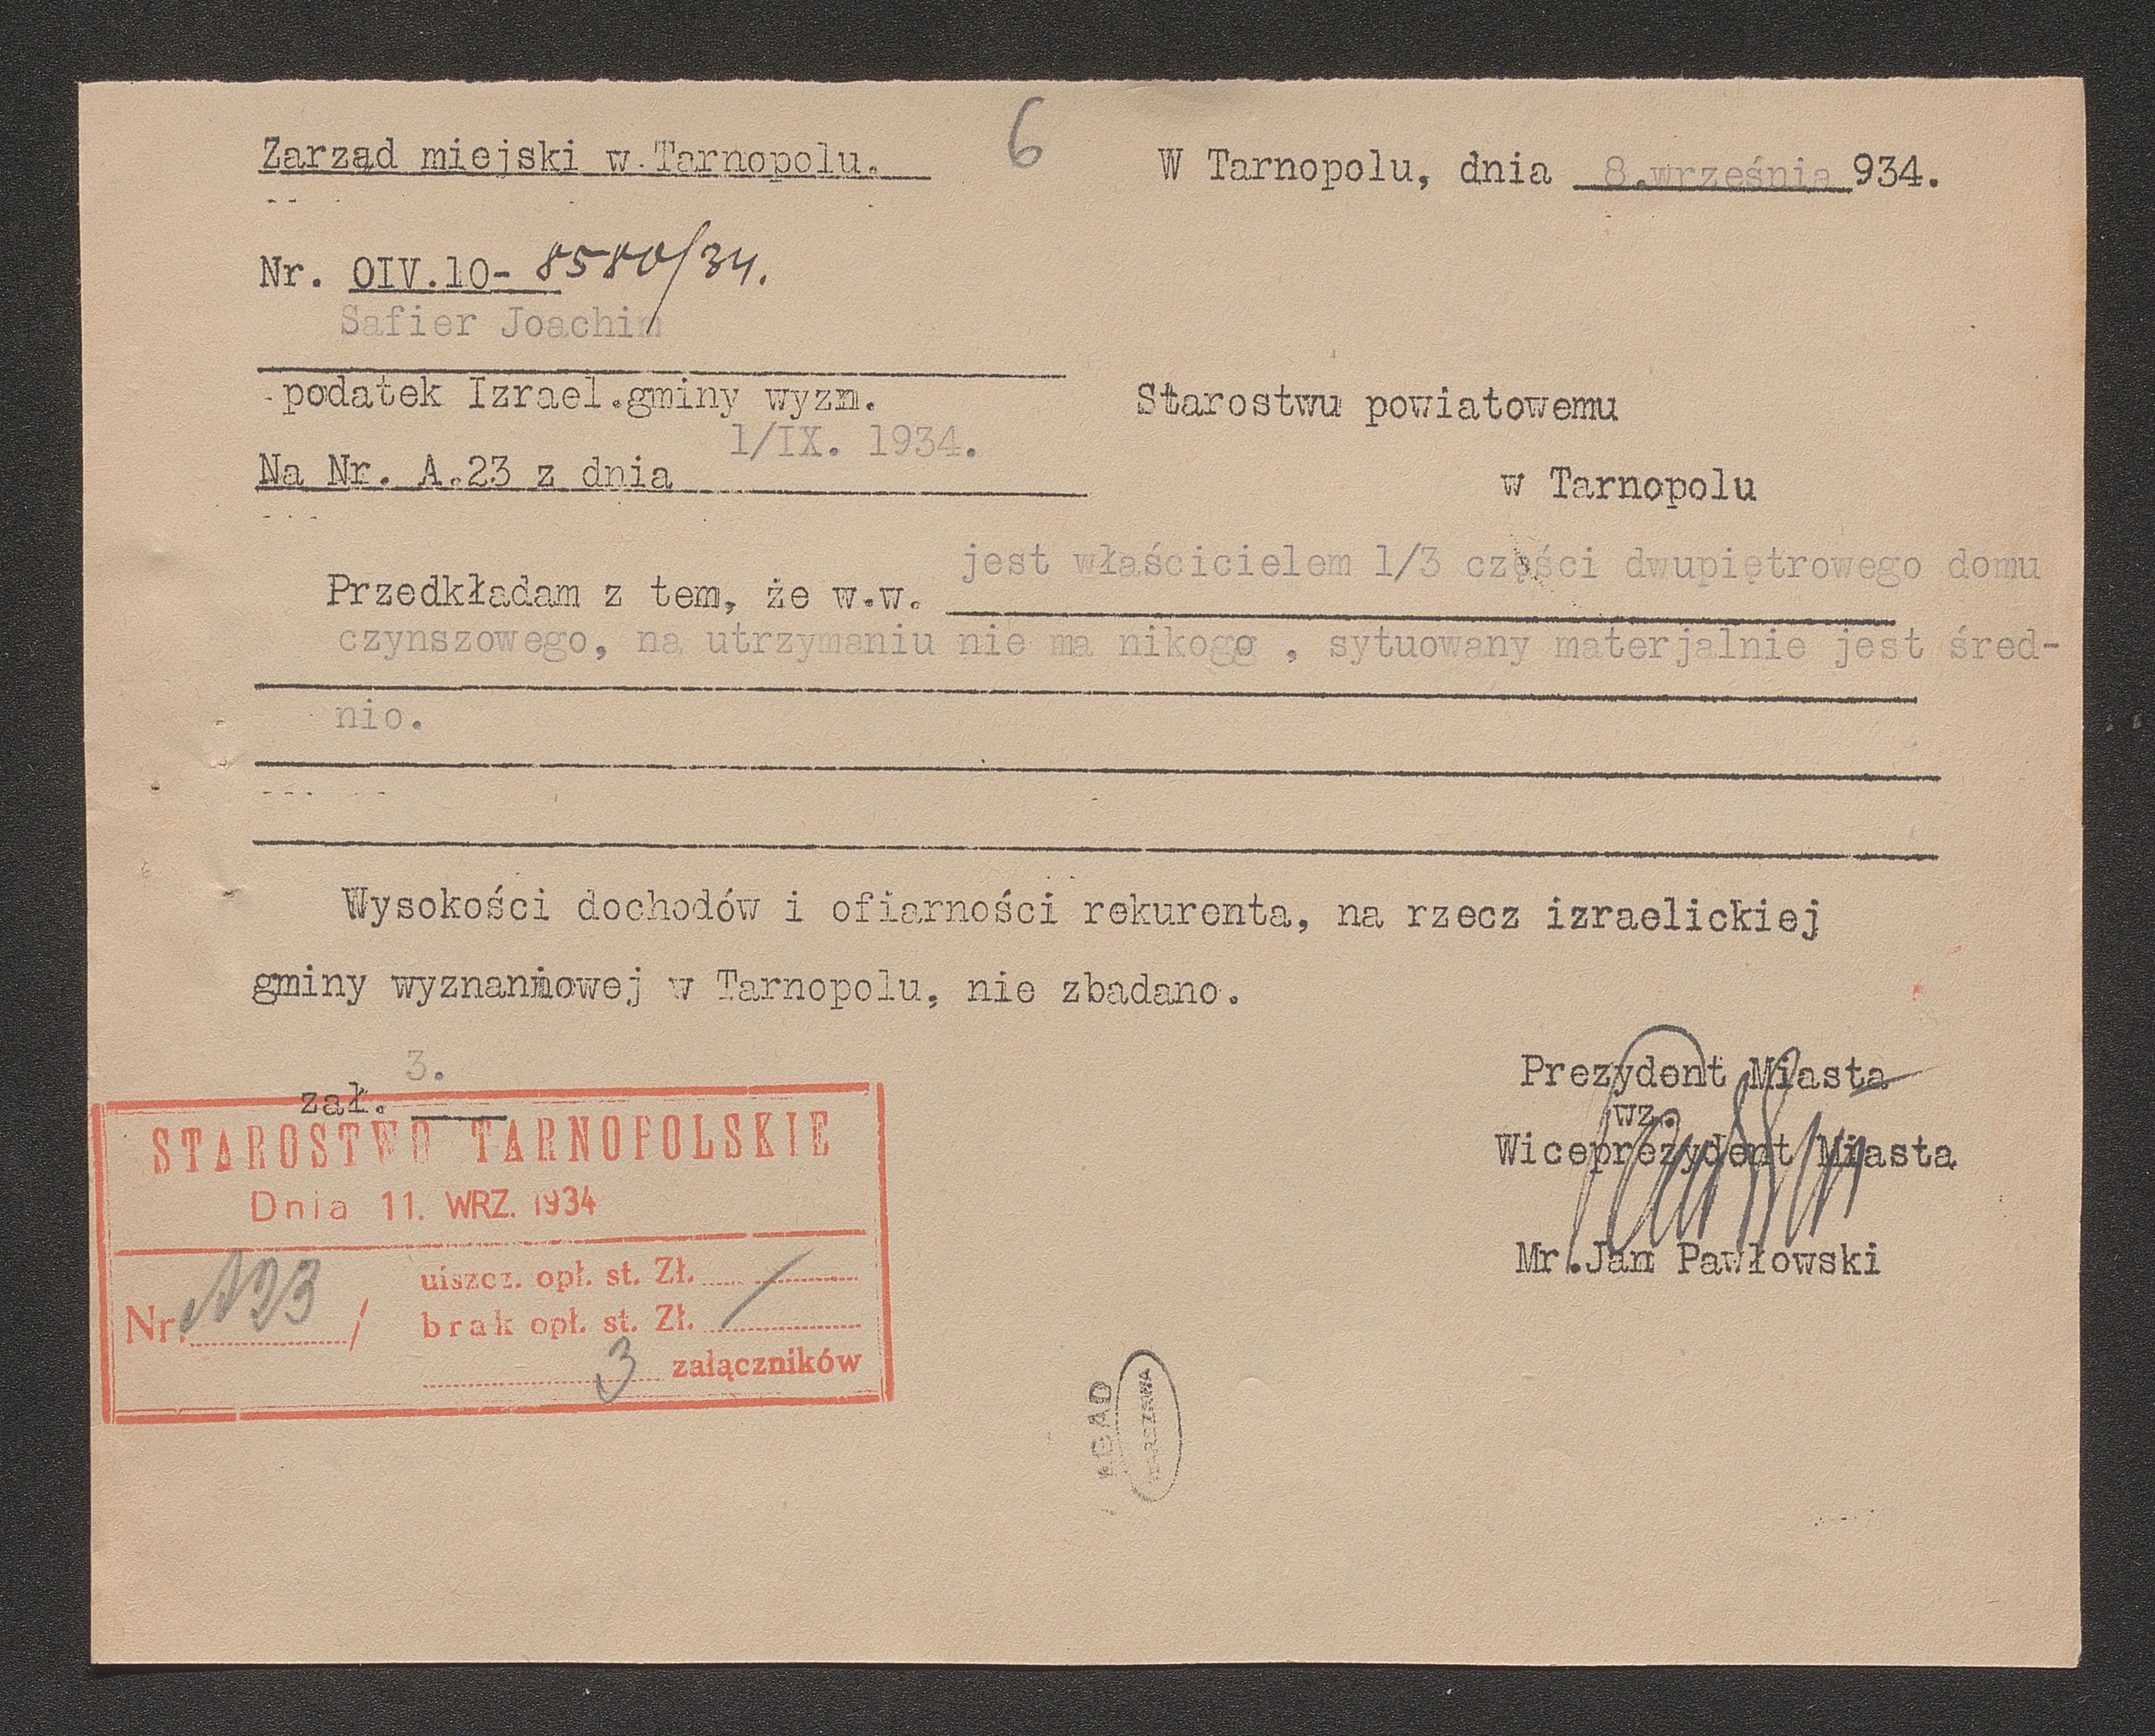 6
Zarząd miejski w Tarnopolu.
W Tarnopolu, dnia 8.września 934.
Nr. OIV.10- 8580/34.
Safier Joachim
podatek Izrael.gminy wyzn.
Starostwu powiatowemu
1/IX. 1934.
Na Nr. A.23 z dnia
w Tarnopolu
jest właścicielem 1/3 części dwupiętrowego domu
Przedkładam z tem, że w.w.
czynszowego, na utrzymaniu nie ma nikogo , sytuowany materjalnie jest śred-
nio.
Wysokości dochodów i ofiarności rekurenta, na rzecz izraelickiej
gminy wyznaniowej w Tarnopolu, nie zbadano.
3.
zał.
Prezydent Miasta
wz.
Wiceprezydent Miasta
Mr.Jan Pawłowski
STAROSTWO TARNOPOLSKIE
Dnia 11. WRZ. 1934
uiszcz. opł. st. Zł.
Nr. A23 /
brak opł. st. Zł.
3 załączników
AGAD
WARSZAWA